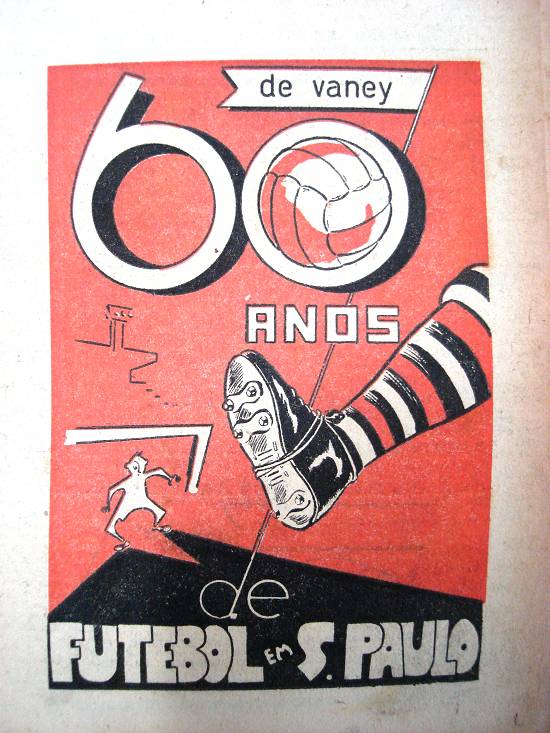 de vaney
60
ANOS
de
FUTEBOL EM S. PAULO